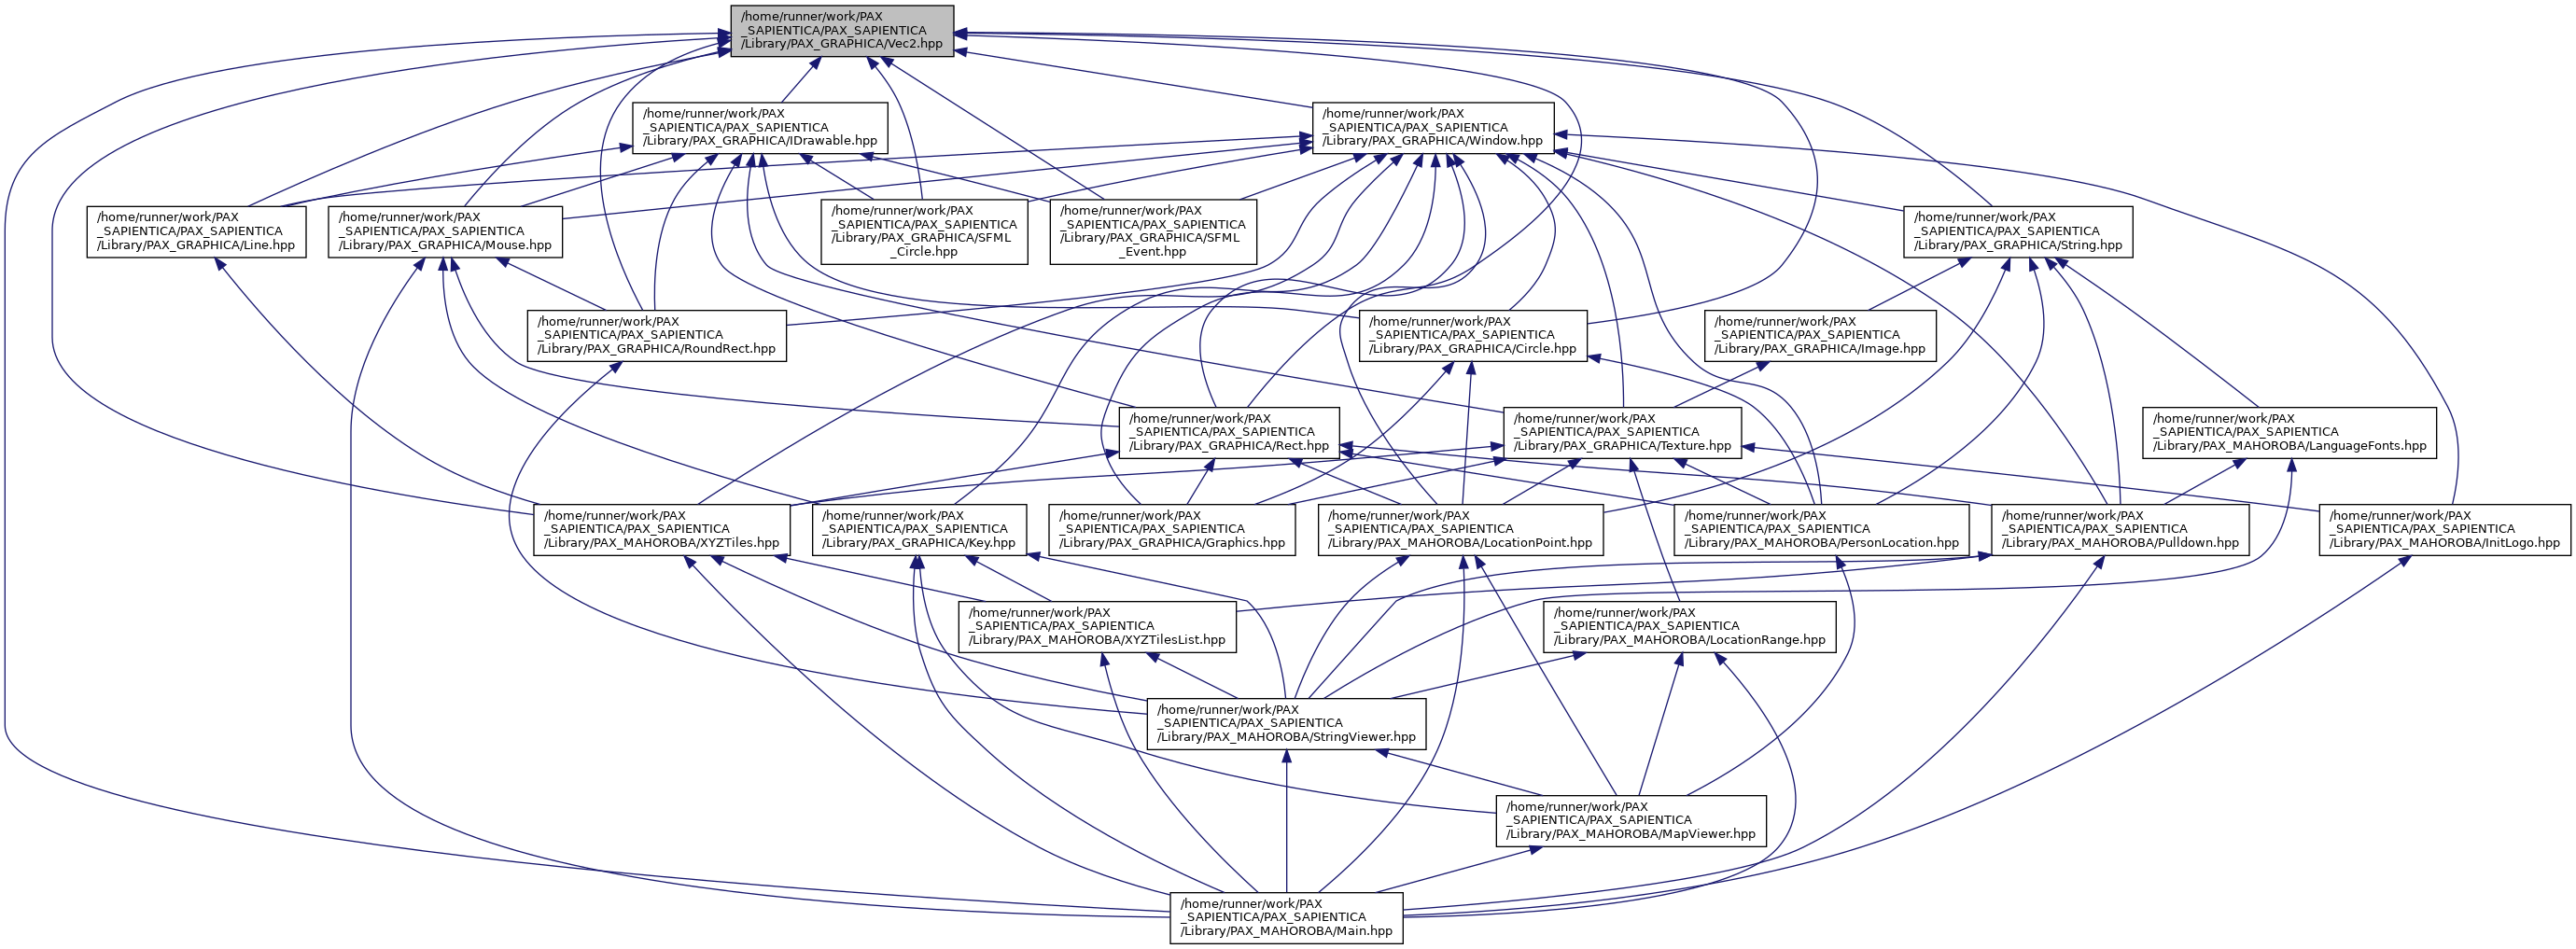 /home/runner/work/PAX
_SAPIENTICA/PAX_SAPIENTICA
/Library/PAX_GRAPHICA/Vec2.hpp
/home/runner/work/PAX
_SAPIENTICA/PAX_SAPIENTICA
/Library/PAX_GRAPHICA/IDrawable.hpp
/home/runner/work/PAX
_SAPIENTICA/PAX_SAPIENTICA
/Library/PAX_GRAPHICA/Window.hpp
/home/runner/work/PAX
_SAPIENTICA/PAX_SAPIENTICA
/Library/PAX_GRAPHICA/Line.hpp
/home/runner/work/PAX
_SAPIENTICA/PAX_SAPIENTICA
/Library/PAX_GRAPHICA/Mouse.hpp
/home/runner/work/PAX
_SAPIENTICA/PAX_SAPIENTICA
/Library/PAX_GRAPHICA/SFML
_Circle.hpp
/home/runner/work/PAX
_SAPIENTICA/PAX_SAPIENTICA
/Library/PAX_GRAPHICA/SFML
_Event.hpp
/home/runner/work/PAX
_SAPIENTICA/PAX_SAPIENTICA
/Library/PAX_GRAPHICA/String.hpp
/home/runner/work/PAX
_SAPIENTICA/PAX_SAPIENTICA
/Library/PAX_GRAPHICA/RoundRect.hpp
/home/runner/work/PAX
_SAPIENTICA/PAX_SAPIENTICA
/Library/PAX_GRAPHICA/Circle.hpp
/home/runner/work/PAX
_SAPIENTICA/PAX_SAPIENTICA
/Library/PAX_GRAPHICA/Image.hpp
/home/runner/work/PAX
_SAPIENTICA/PAX_SAPIENTICA
/Library/PAX_GRAPHICA/Rect.hpp
/home/runner/work/PAX
_SAPIENTICA/PAX_SAPIENTICA
/Library/PAX_GRAPHICA/Texture.hpp
/home/runner/work/PAX
_SAPIENTICA/PAX_SAPIENTICA
/Library/PAX_MAHOROBA/LanguageFonts.hpp
/home/runner/work/PAX
_SAPIENTICA/PAX_SAPIENTICA
/Library/PAX_MAHOROBA/XYZTiles.hpp
/home/runner/work/PAX
_SAPIENTICA/PAX_SAPIENTICA
/Library/PAX_GRAPHICA/Key.hpp
/home/runner/work/PAX
_SAPIENTICA/PAX_SAPIENTICA
/Library/PAX_GRAPHICA/Graphics.hpp
/home/runner/work/PAX
_SAPIENTICA/PAX_SAPIENTICA
/Library/PAX_MAHOROBA/LocationPoint.hpp
/home/runner/work/PAX
_SAPIENTICA/PAX_SAPIENTICA
/Library/PAX_MAHOROBA/PersonLocation.hpp
/home/runner/work/PAX
_SAPIENTICA/PAX_SAPIENTICA
/Library/PAX_MAHOROBA/Pulldown.hpp
/home/runner/work/PAX
_SAPIENTICA/PAX_SAPIENTICA
/Library/PAX_MAHOROBA/InitLogo.hpp
/home/runner/work/PAX
_SAPIENTICA/PAX_SAPIENTICA
/Library/PAX_MAHOROBA/XYZTilesList.hpp
/home/runner/work/PAX
_SAPIENTICA/PAX_SAPIENTICA
/Library/PAX_MAHOROBA/LocationRange.hpp
/home/runner/work/PAX
_SAPIENTICA/PAX_SAPIENTICA
/Library/PAX_MAHOROBA/StringViewer.hpp
/home/runner/work/PAX
_SAPIENTICA/PAX_SAPIENTICA
/Library/PAX_MAHOROBA/MapViewer.hpp
/home/runner/work/PAX
_SAPIENTICA/PAX_SAPIENTICA
/Library/PAX_MAHOROBA/Main.hpp